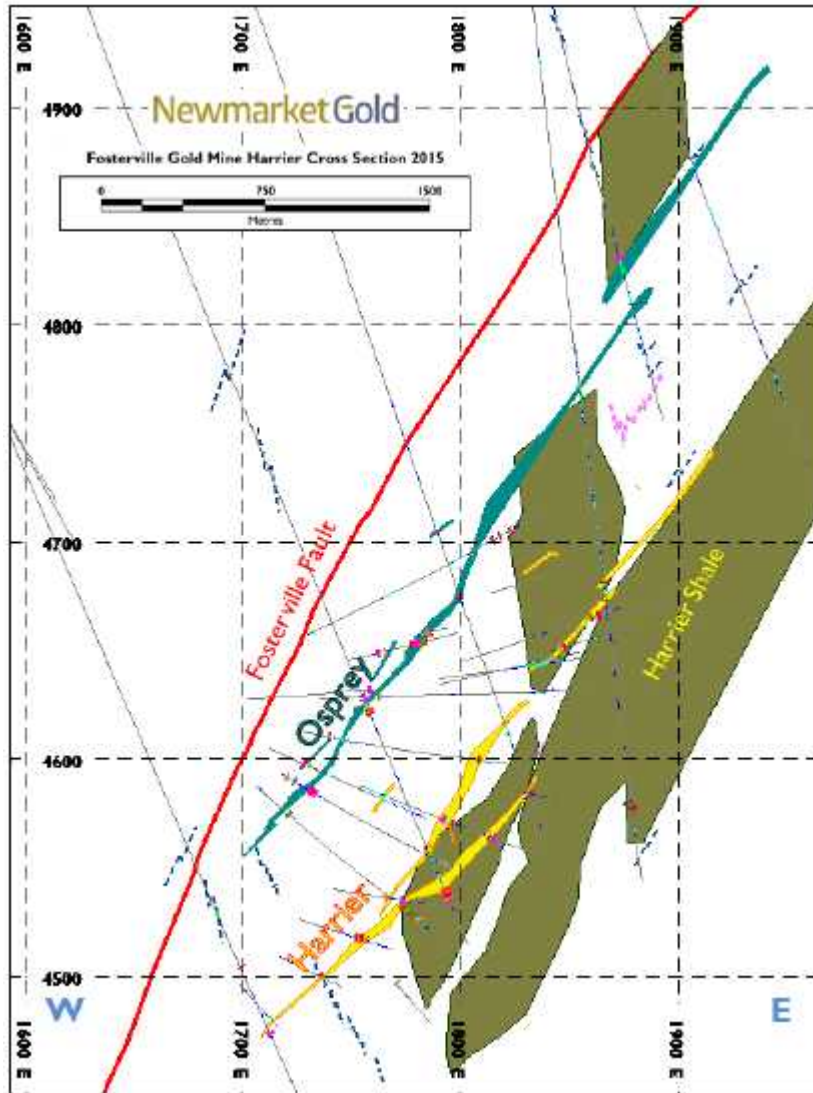 1600 E
1700 E
1800 E
1900 E
4900
NewmarketGold
Fosterville Gold Mine Harrier Cross Section 2015
0 750 1500
Metres
4800
4700
Fosterville Fault
Harrier Shale
Osprey
4600
Harrier
4500
W
E
1600 E
1700 E
1800 E
1900 E